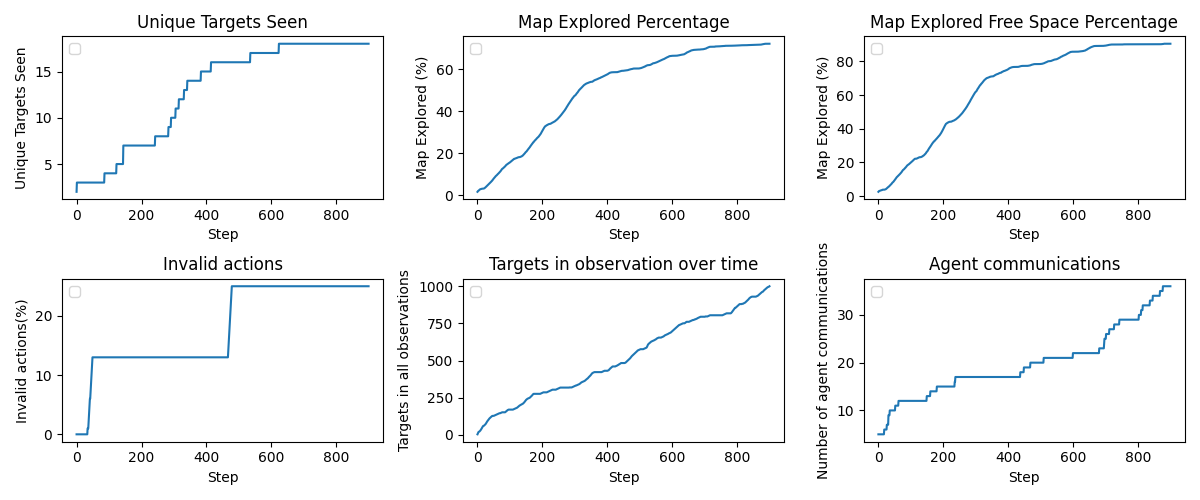 Unique Targets Seen
Unique Targets Seen
15
10
5
0 200 400 600 800
Step
Map Explored Percentage
Map Explored (%)
60
40
20
0
0 200 400 600 800
Step
Map Explored Free Space Percentage
Map Explored (%)
80
60
40
20
0
0 200 400 600 800
Step
Invalid actions
Invalid actions(%)
20
10
0
0 200 400 600 800
Step
Targets in observation over time
Targets in all observations
1000
750
500
250
0
0 200 400 600 800
Step
Agent communications
Number of agent communications
30
20
10
0 200 400 600 800
Step